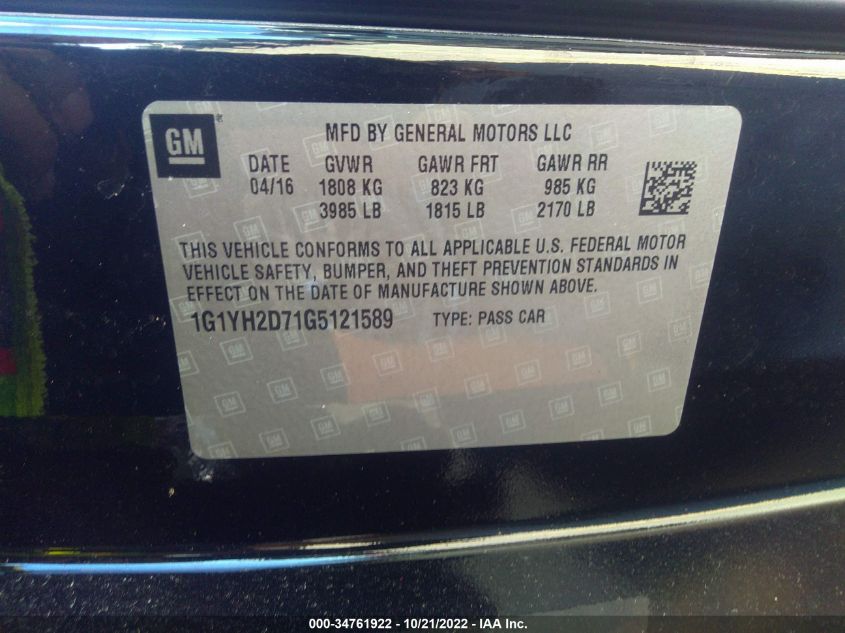 GM ®
MFD BY GENERAL MOTORS LLC
DATE GVWR GAWR FRT GAWR RR
04/16 1808 KG 823 KG 985 KG
3985 LB 1815 LB 2170 LB
THIS VEHICLE CONFORMS TO ALL APPLICABLE U.S. FEDERAL MOTOR
VEHICLE SAFETY, BUMPER, AND THEFT PREVENTION STANDARDS IN
EFFECT ON THE DATE OF MANUFACTURE SHOWN ABOVE.
1G1YH2D71G5121589 TYPE: PASS CAR
000-34761922 - 10/21/2022 - IAA Inc.